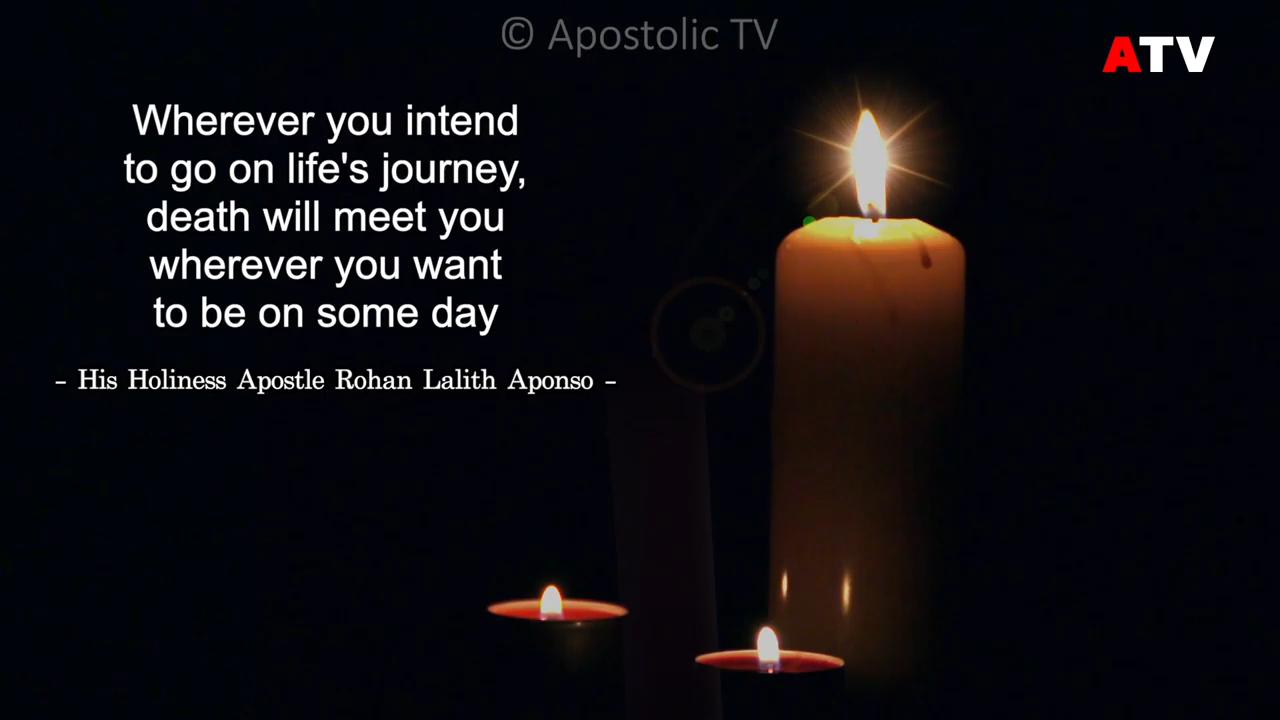 © Apostolic TV
ATV
Wherever you intend
to go on life's journey,
death will meet you
wherever you want
to be on some day
– His Holiness Apostle Rohan Lalith Aponso –